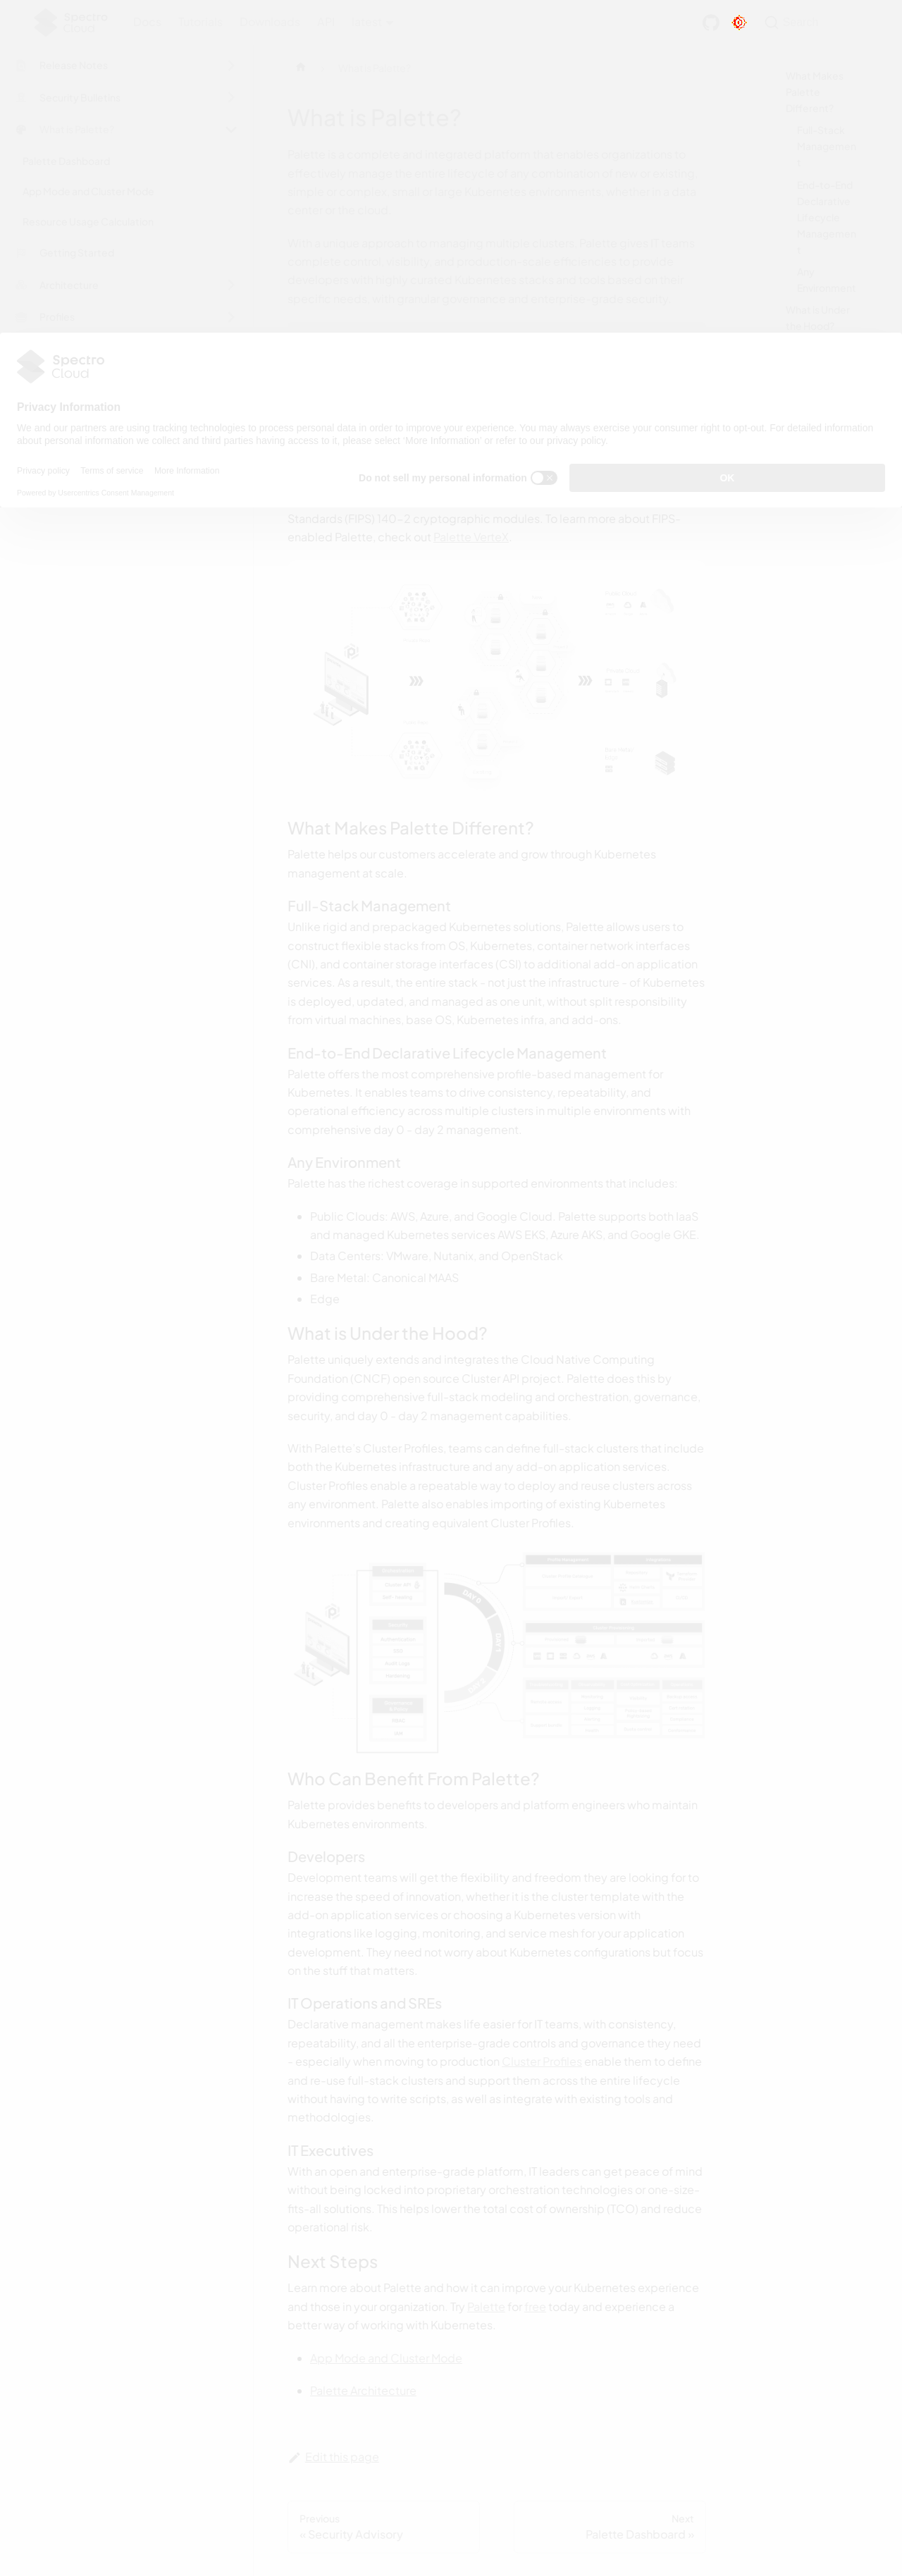 Spectro
Cloud
Release Notes
Security Bulletins
What is Palette?
Palette Dashboard
App Mode and Cluster Mode
Resource Usage Calculation
Getting Started
Architecture
Profiles
What is Palette?
What Makes
Palette
Different?
Full-Stack
Management
End-to-End
Declarative
Lifecycle
Management
Any
Environment
What is Under
the Hood?
Palette is a complete and integrated platform that enables organizations to
effectively manage the entire lifecycle of any combination of new or existing,
simple or complex, small or large Kubernetes environments, whether in a data
center or the cloud.
With a unique approach to managing multiple clusters, Palette gives IT teams
complete control, visibility, and production-scale efficiencies to provide
developers with highly curated Kubernetes stacks and tools based on their
specific needs, with granular governance and enterprise-grade security.
Spectro
Cloud
Privacy Information
We and our partners are using tracking technologies to process personal data in order to improve your experience. You may always exercise your consumer right to opt-out. For detailed information
about personal information we collect and third parties having access to it, please select 'More Information' or refer to our privacy policy.
Privacy policy Terms of service More Information
Do not sell my personal information
OK
Powered by Usercentrics Consent Management
Standards (FIPS) 140-2 cryptographic modules. To learn more about FIPS-
enabled Palette, check out Palette VerteX.
What Makes Palette Different?
Palette helps our customers accelerate and grow through Kubernetes
management at scale.
Full-Stack Management
Unlike rigid and prepackaged Kubernetes solutions, Palette allows users to
construct flexible stacks from OS, Kubernetes, container network interfaces
(CNI), and container storage interfaces (CSI) to additional add-on application
services. As a result, the entire stack - not just the infrastructure - of Kubernetes
is deployed, updated, and managed as one unit, without split responsibility
from virtual machines, base OS, Kubernetes infra, and add-ons.
End-to-End Declarative Lifecycle Management
Palette offers the most comprehensive profile-based management for
Kubernetes. It enables teams to drive consistency, repeatability, and
operational efficiency across multiple clusters in multiple environments with
comprehensive day 0 - day 2 management.
Any Environment
Palette has the richest coverage in supported environments that includes:
Public Clouds: AWS, Azure, and Google Cloud. Palette supports both IaaS
and managed Kubernetes services AWS EKS, Azure AKS, and Google GKE.
Data Centers: VMware, Nutanix, and OpenStack
Bare Metal: Canonical MAAS
Edge
What is Under the Hood?
Palette uniquely extends and integrates the Cloud Native Computing
Foundation (CNCF) open source Cluster API project. Palette does this by
providing comprehensive full-stack modeling and orchestration, governance,
security, and day 0 - day 2 management capabilities.
With Palette's Cluster Profiles, teams can define full-stack clusters that include
both the Kubernetes infrastructure and any add-on application services.
Cluster Profiles enable a repeatable way to deploy and reuse clusters across
any environment. Palette also enables importing of existing Kubernetes
environments and creating equivalent Cluster Profiles.
Day 0
Day 1
Day 2
Who Can Benefit From Palette?
Palette provides benefits to developers and platform engineers who maintain
Kubernetes environments.
Developers
Development teams will get the flexibility and freedom they are looking for to
increase the speed of innovation, whether it is the cluster template with the
add-on application services or choosing a Kubernetes version with
integrations like logging, monitoring, and service mesh for your application
development. They need not worry about Kubernetes configurations but focus
on the stuff that matters.
IT Operations and SREs
Declarative management makes life easier for IT teams, with consistency,
repeatability, and all the enterprise-grade controls and governance they need
- especially when moving to production. Cluster Profiles enable them to define
and re-use full-stack clusters and support them across the entire lifecycle
without having to write scripts, as well as integrate with existing tools and
methodologies.
IT Executives
With an open and enterprise-grade platform, IT leaders can get peace of mind
without being locked into proprietary orchestration technologies or one-size-
fits-all solutions. This helps lower the total cost of ownership (TCO) and reduce
operational risk.
Next Steps
Learn more about Palette and how it can improve your Kubernetes experience
and those in your organization. Try Palette for free today and experience a
better way of working with Kubernetes.
App Mode and Cluster Mode
Palette Architecture
Edit this page
Previous
« Security Advisory
Next
Palette Dashboard »